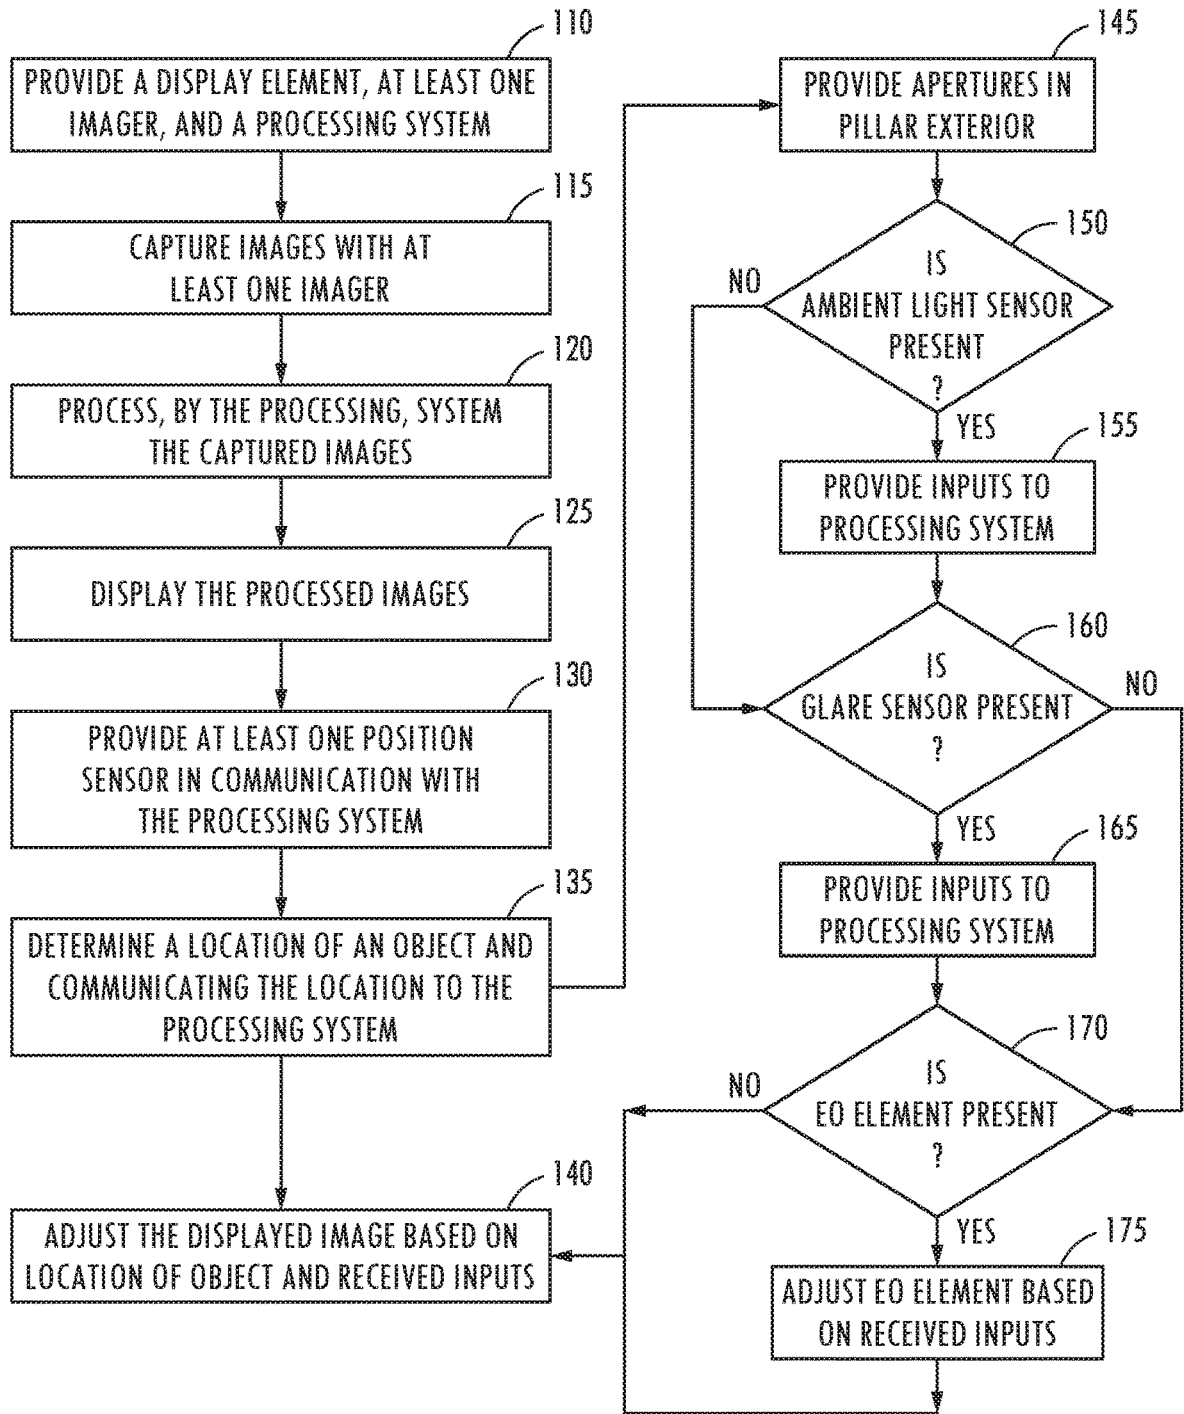 110
PROVIDE A DISPLAY ELEMENT, AT LEAST ONE
IMAGER, AND A PROCESSING SYSTEM
115
CAPTURE IMAGES WITH AT
LEAST ONE IMAGER
120
PROCESS, BY THE PROCESSING, SYSTEM
THE CAPTURED IMAGES
125
DISPLAY THE PROCESSED IMAGES
130
PROVIDE AT LEAST ONE POSITION
SENSOR IN COMMUNICATION WITH
THE PROCESSING SYSTEM
135
DETERMINE A LOCATION OF AN OBJECT AND
COMMUNICATING THE LOCATION TO THE
PROCESSING SYSTEM
140
ADJUST THE DISPLAYED IMAGE BASED ON
LOCATION OF OBJECT AND RECEIVED INPUTS
145
PROVIDE APERTURES IN
PILLAR EXTERIOR
150
IS
AMBIENT LIGHT SENSOR
PRESENT
?
NO
YES
155
PROVIDE INPUTS TO
PROCESSING SYSTEM
160
IS
GLARE SENSOR PRESENT
?
NO
YES
165
PROVIDE INPUTS TO
PROCESSING SYSTEM
170
IS
EO ELEMENT PRESENT
?
NO
YES
175
ADJUST EO ELEMENT BASED
ON RECEIVED INPUTS